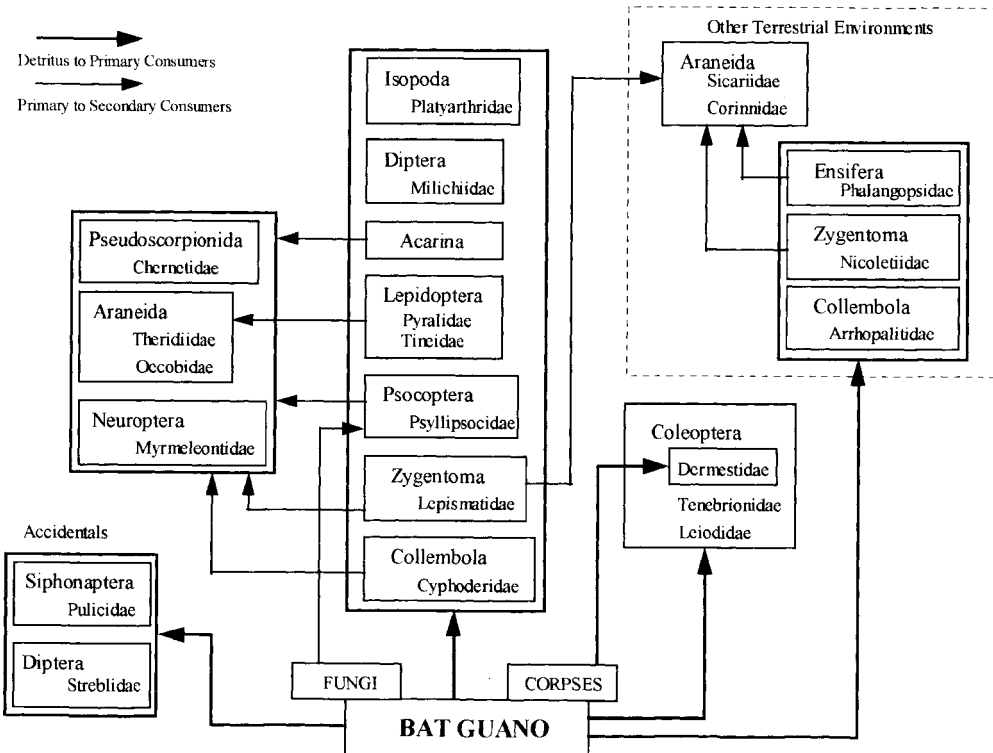 Detritus to Primary Consumers
Primary to Secondary Consumers
Isopoda
Platyarthridae
Diptera
Milichiidae
Acarina
Lepidoptera
Pyralidae
Tineidae
Psocoptera
Psyllipsocidae
Zygentoma
Lepismatidae
Collembola
Cyphoderidae
Other Terrestrial Environments
Araneida
Sicariidae
Corinnidae
Ensifera
Phalangopsidae
Zygentoma
Nicoletiidae
Collembola
Arrhopalitidae
Pseudoscorpionida
Chernetidae
Araneida
Theridiidae
Occobidae
Neuroptera
Myrmeleontidae
Coleoptera
Dermestidae
Tenebrionidae
Leiodidae
Accidentals
Siphonaptera
Pulicidae
Diptera
Streblidae
FUNGI
CORPSES
BAT GUANO